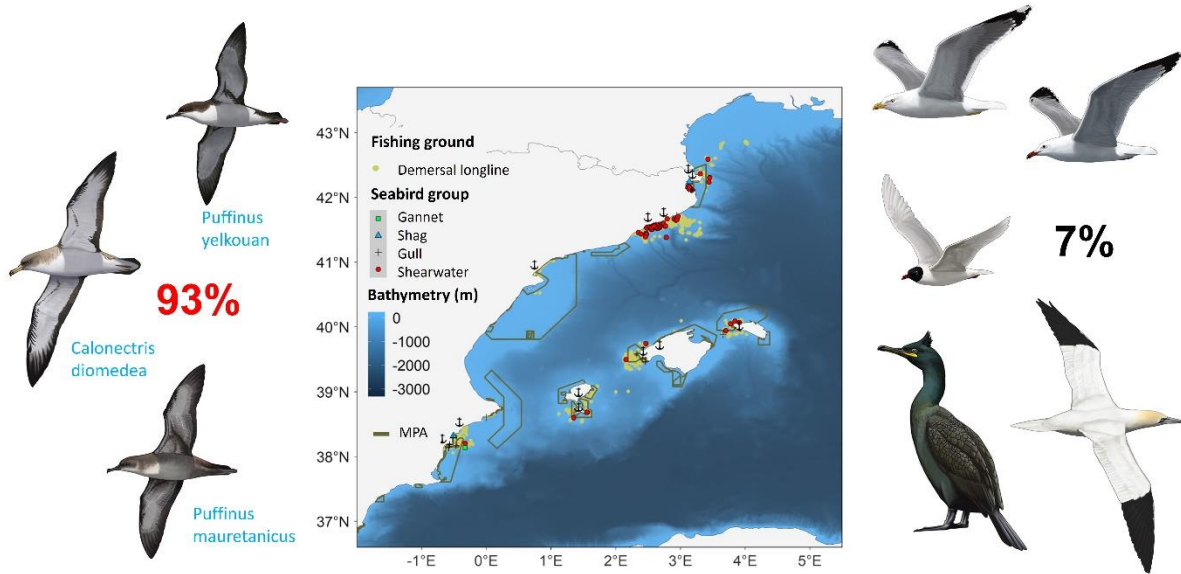 Puffinus
yelkouan
93%
Calonectris
diomedea
Puffinus
mauretanicus
43°N
42°N
41°N
40°N
39°N
38°N
37°N
Fishing ground
Demersal longline
Seabird group
Gannet
Shag
Gull
Shearwater
Bathymetry (m)
0
-1000
-2000
-3000
MPA
-1°E
0°E
1°E
2°E
3°E
4°E
5°E
7%